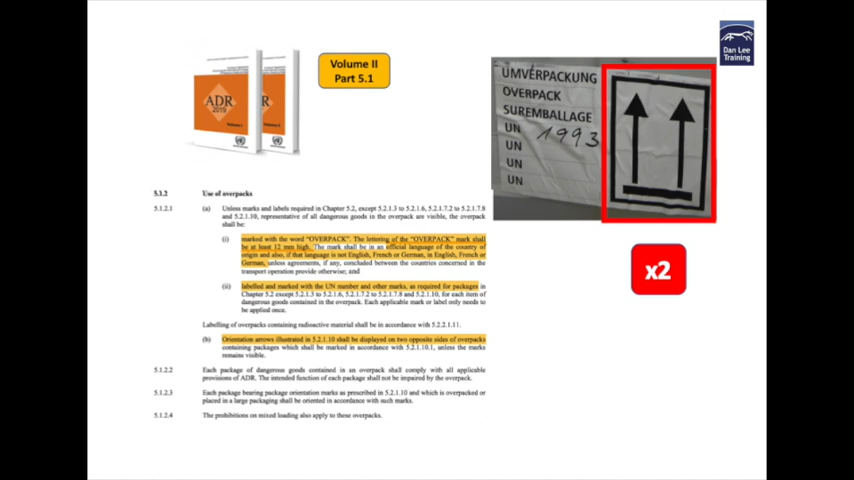 Dan Lee
Training
Volume II
Part 5.1
ADR
2019
R
UMVERPACKUNG
OVERPACK
SUREMBALLAGE
UN 1993
UN
UN
UN
x2
5.1.2 Use of overpacks
5.1.2.1 (a) Unless marks and labels required in Chapter 5.2, except 5.2.1.3 to 5.2.1.6, 5.2.1.7.2 to 5.2.1.7.8
and 5.2.1.10, representative of all dangerous goods in the overpack are visible, the overpack
shall be:
(i) marked with the word "OVERPACK". The lettering of the "OVERPACK" mark shall
be at least 12 mm high. The mark shall be in an official language of the country of
origin and also, if that language is not English, French or German, in English, French or
German, unless agreements, if any, concluded between the countries concerned in the
transport operation provide otherwise; and
(ii) labelled and marked with the UN number and other marks, as required for packages in
Chapter 5.2 except 5.2.1.3 to 5.2.1.6, 5.2.1.7.2 to 5.2.1.7.8 and 5.2.1.10, for each item of
dangerous goods contained in the overpack. Each applicable mark or label only needs to
be applied once.
Labelling of overpacks containing radioactive material shall be in accordance with 5.2.2.1.11.
(b) Orientation arrows illustrated in 5.2.1.10 shall be displayed on two opposite sides of overpacks
containing packages which shall be marked in accordance with 5.2.1.10.1, unless the marks
remains visible.
5.1.2.2 Each package of dangerous goods contained in an overpack shall comply with all applicable
provisions of ADR. The intended function of each package shall not be impaired by the overpack.
5.1.2.3 Each package bearing package orientation marks as prescribed in 5.2.1.10 and which is overpacked or
placed in a large packaging shall be oriented in accordance with such marks.
5.1.2.4 The prohibitions on mixed loading also apply to these overpacks.